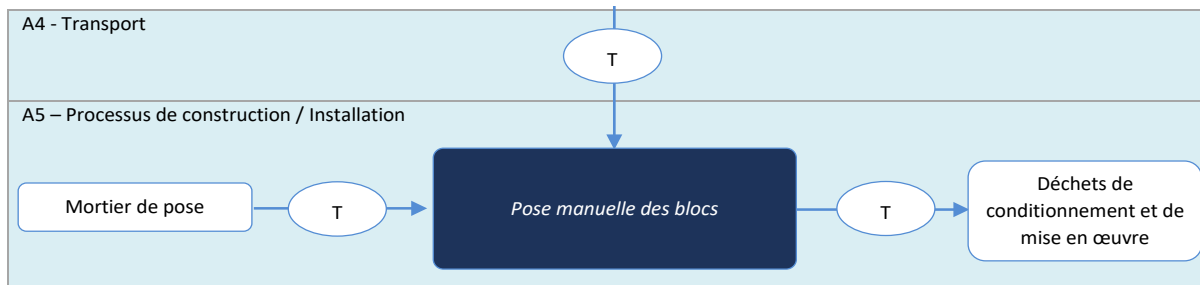 A4 - Transport
T
A5 – Processus de construction / Installation
Mortier de pose
T
Pose manuelle des blocs
T
Déchets de
conditionnement et de
mise en œuvre